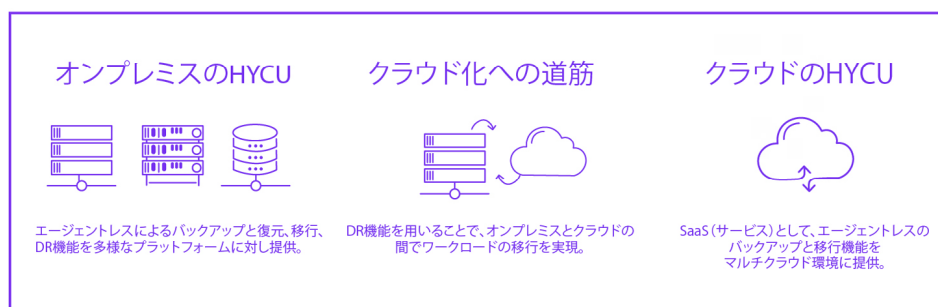 オンプレミスのHYCU
エージェントレスによるバックアップと復元、移行、
DR機能を多様なプラットフォームに対し提供。
クラウド化への道筋
DR機能を用いることで、オンプレミスとクラウドの
間でワークロードの移行を実現。
クラウドのHYCU
SaaS（サービス）として、エージェントレスの
バックアップと移行機能を
マルチクラウド環境に提供。